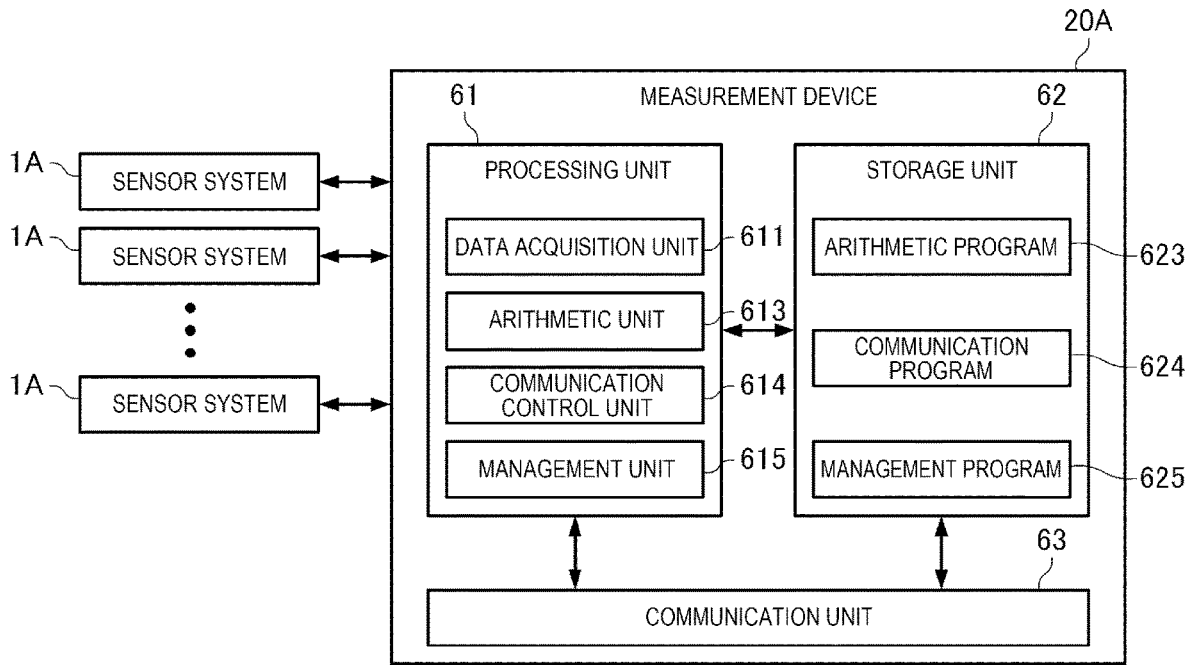 20A
MEASUREMENT DEVICE
61
62
PROCESSING UNIT
STORAGE UNIT
1A
SENSOR SYSTEM
1A
SENSOR SYSTEM
1A
SENSOR SYSTEM
DATA ACQUISITION UNIT
611
ARITHMETIC PROGRAM
623
ARITHMETIC UNIT
613
COMMUNICATION
PROGRAM
624
COMMUNICATION
CONTROL UNIT
614
MANAGEMENT UNIT
615
MANAGEMENT PROGRAM
625
63
COMMUNICATION UNIT